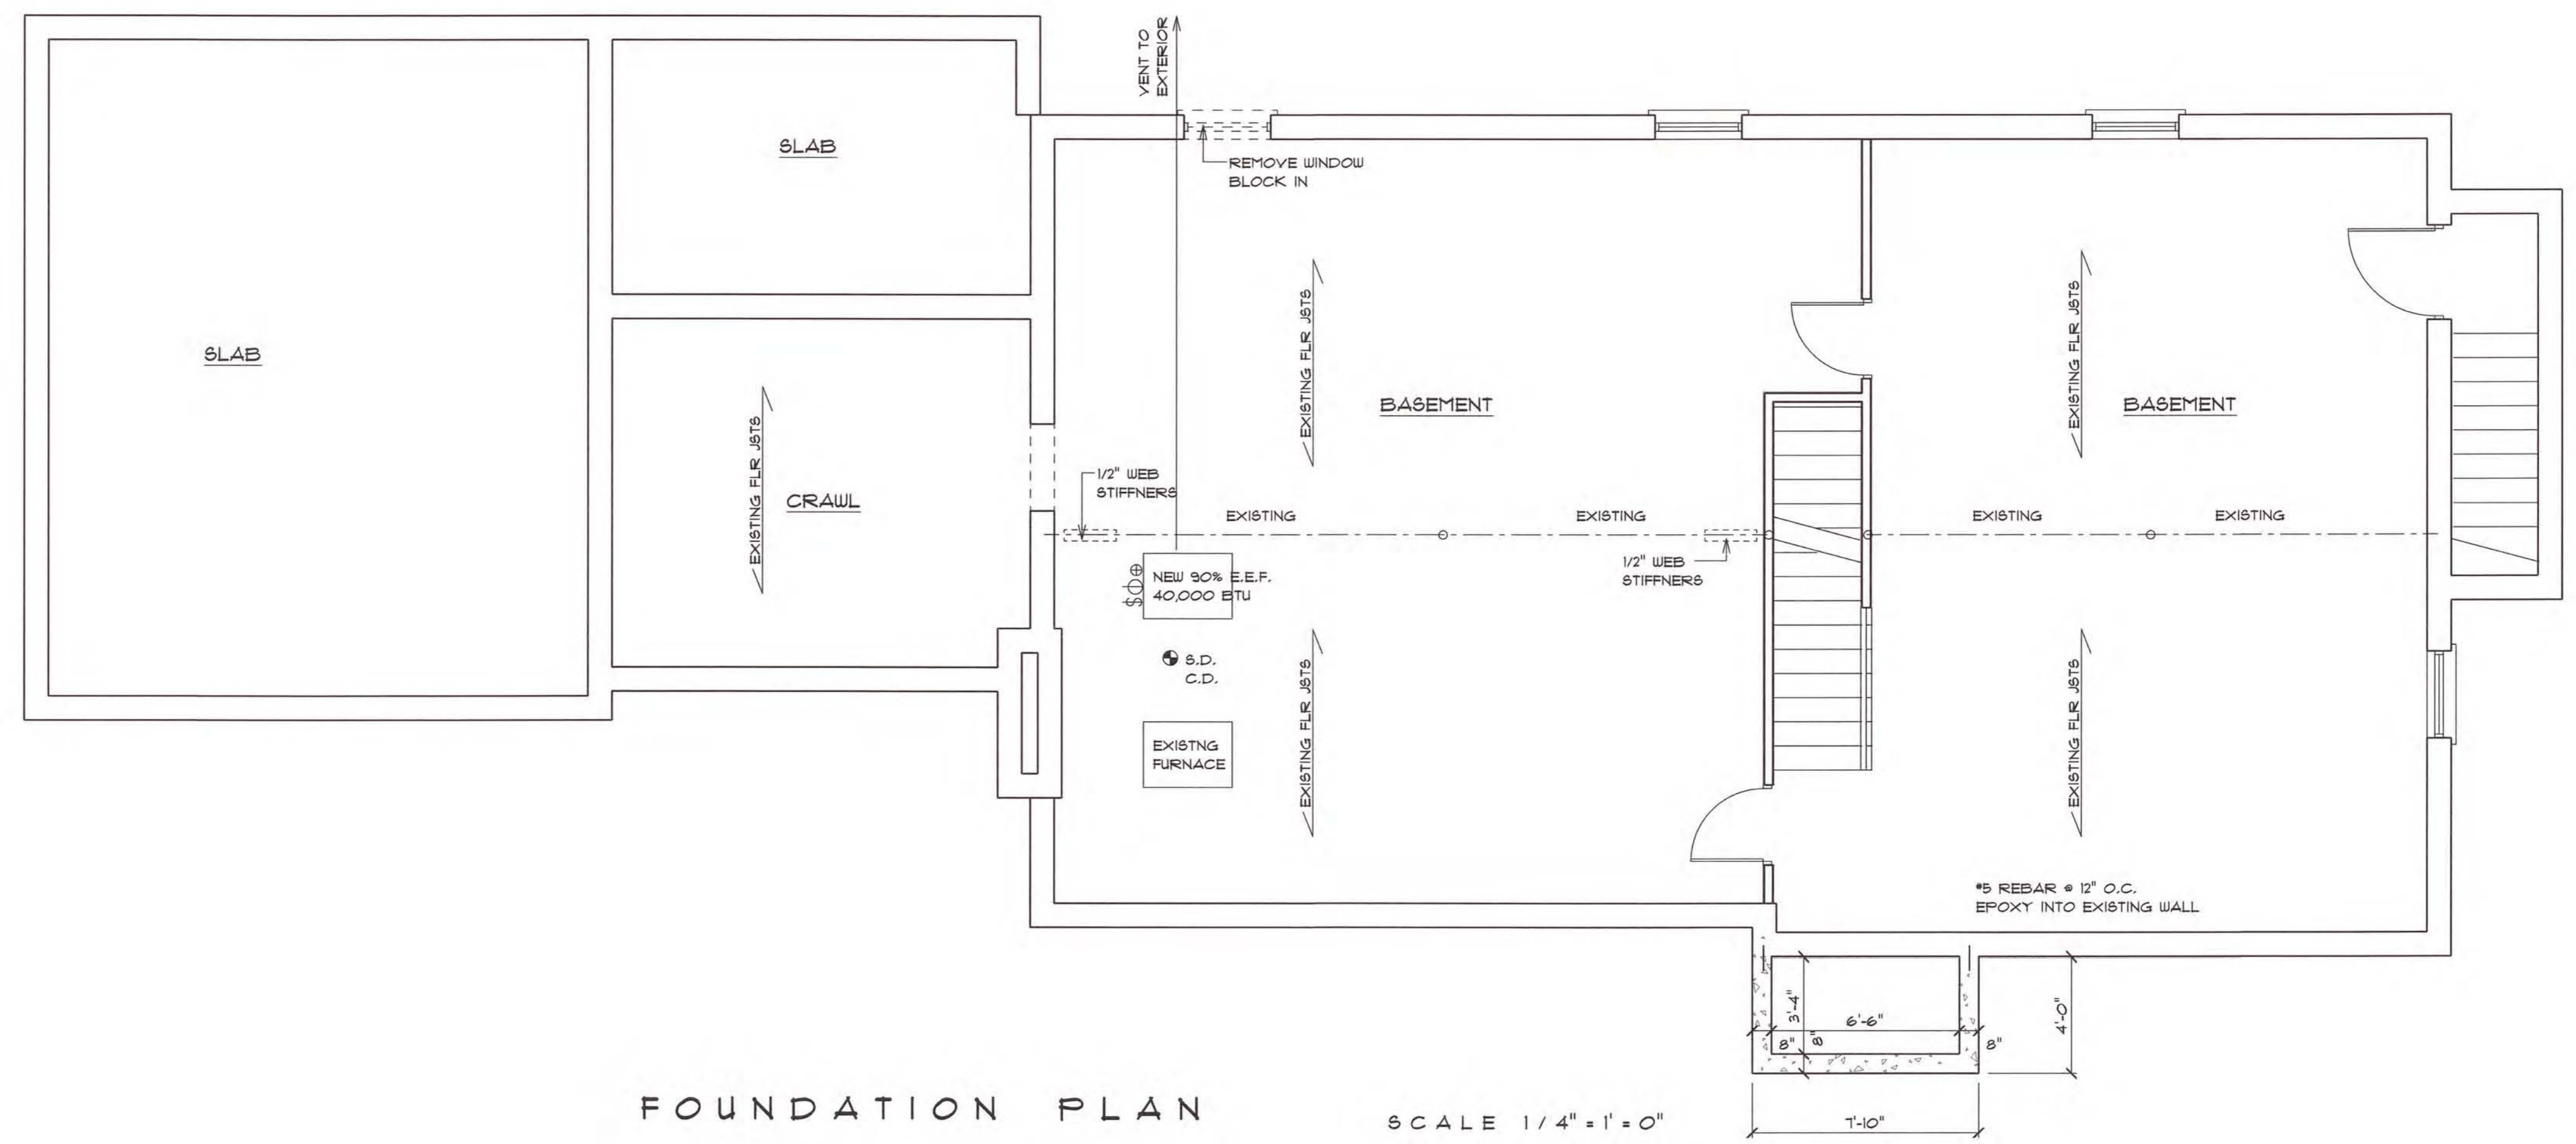 VENT TO
EXTERIOR
SLAB
REMOVE WINDOW
BLOCK IN
SLAB
EXISTING FLR JSTS
EXISTING FLR JSTS
BASEMENT
BASEMENT
EXISTING FLR JSTS
CRAWL
1/2" WEB
STIFFNERS
EXISTING
EXISTING
EXISTING
EXISTING
1/2" WEB
STIFFNERS
NEW 90% E.E.F.
40,000 BTU
S.D.
C.D.
EXISTNG
FURNACE
EXISTING FLR JSTS
EXISTING FLR JSTS
#5 REBAR @ 12" O.C.
EPOXY INTO EXISTING WALL
3'-4"
6'-6"
8"
8"
8"
4'-0"
7'-10"
FOUNDATION PLAN
SCALE 1/4"=1'=0"